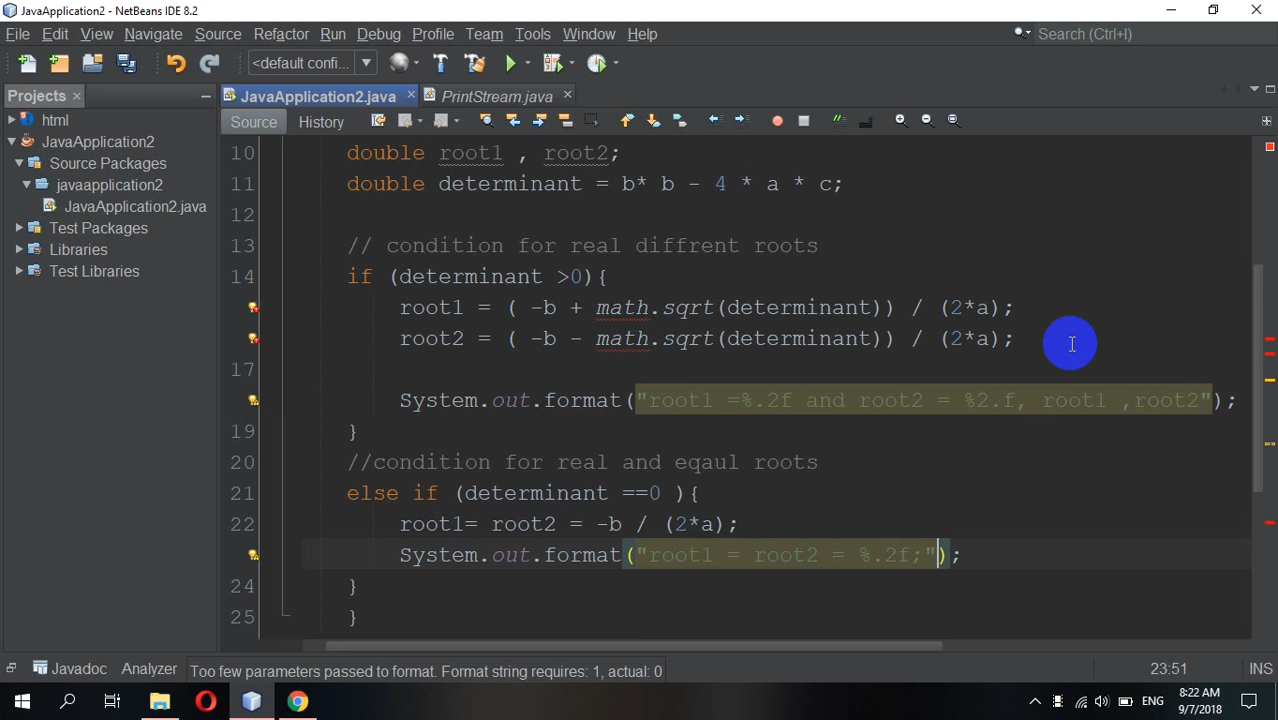 JavaApplication2 - NetBeans IDE 8.2
File Edit View Navigate Source Refactor Run Debug Profile Team Tools Window Help
Search (Ctrl+I)
<default confi...
Projects
JavaApplication2.java
PrintStream.java
Source History
html
JavaApplication2
Source Packages
javaapplication2
JavaApplication2.java
Test Packages
Libraries
Test Libraries
10 double root1 , root2;
11 double determinant = b* b - 4 * a * c;
12
13 // condition for real diffrent roots
14 if (determinant >0){
root1 = ( -b + math.sqrt(determinant)) / (2*a);
root2 = ( -b - math.sqrt(determinant)) / (2*a);
17
System.out.format("root1 =%.2f and root2 = %2.f, root1 ,root2");
19 }
20 //condition for real and eqaul roots
21 else if (determinant ==0 ){
22 root1= root2 = -b / (2*a);
System.out.format("root1 = root2 = %.2f;");
24 }
25 }
Javadoc Analyzer
Too few parameters passed to format. Format string requires: 1, actual: 0
23:51 INS
ENG
8:22 AM
9/7/2018